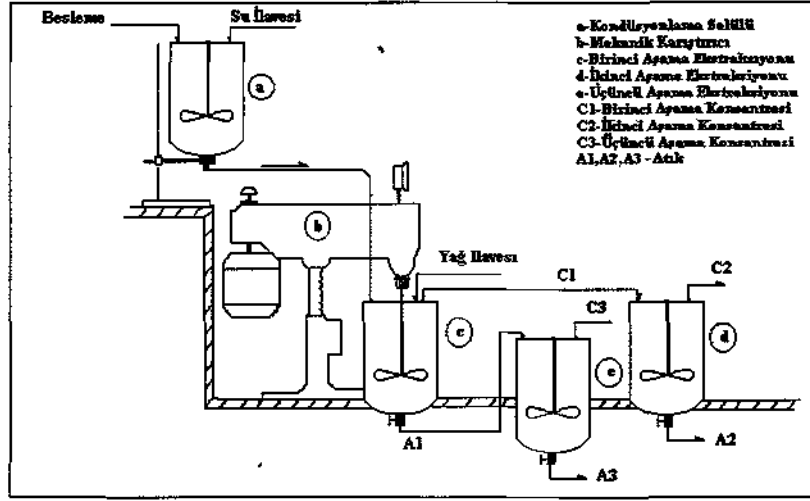 Besleme
Su İlavesi
a-Kondüsyonlama Selülü
b-Mekanik Karıştırıcı
c-Birinci Aşama Ekstraksiyonu
d-İkinci Aşama Ekstraksiyonu
e-Üçüncü Aşama Ekstraksiyonu
C1-Birinci Aşama Konsantresi
C2-İkinci Aşama Konsantresi
C3-Üçüncü Aşama Konsantresi
A1,A2,A3 - Atık
a
b
Yağ İlavesi
C1
C2
C3
c
d
e
A1
A2
A3